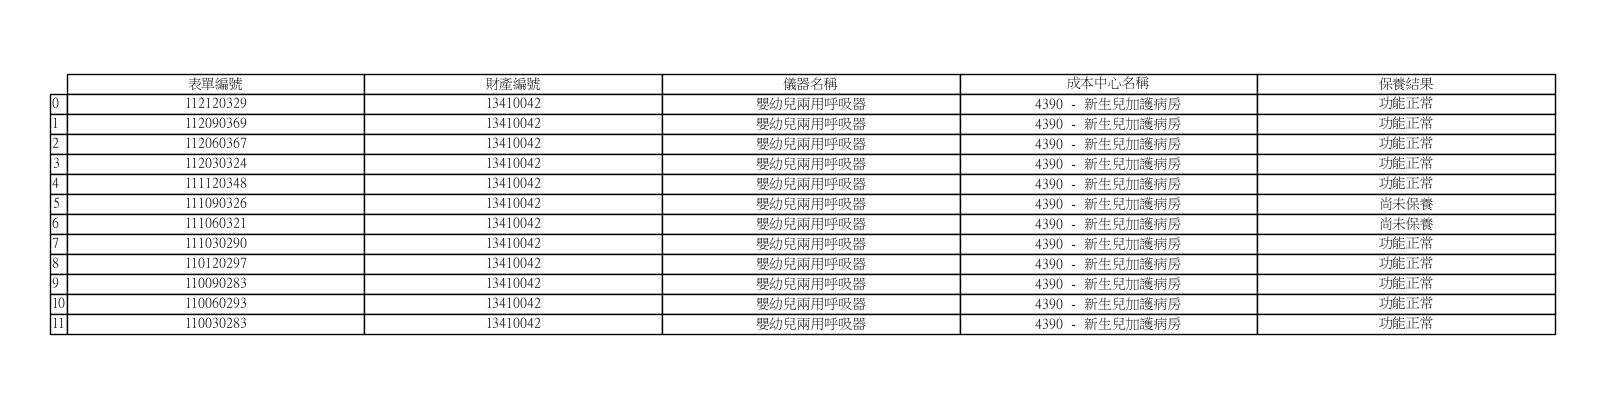 表單編號 財產編號 儀器名稱 成本中心名稱 保養結果
0 112120329 13410042 嬰幼兒兩用呼吸器 4390 - 新生兒加護病房 功能正常
1 112090369 13410042 嬰幼兒兩用呼吸器 4390 - 新生兒加護病房 功能正常
2 112060367 13410042 嬰幼兒兩用呼吸器 4390 - 新生兒加護病房 功能正常
3 112030324 13410042 嬰幼兒兩用呼吸器 4390 - 新生兒加護病房 功能正常
4 111120348 13410042 嬰幼兒兩用呼吸器 4390 - 新生兒加護病房 功能正常
5 111090326 13410042 嬰幼兒兩用呼吸器 4390 - 新生兒加護病房 尚未保養
6 111060321 13410042 嬰幼兒兩用呼吸器 4390 - 新生兒加護病房 尚未保養
7 111030290 13410042 嬰幼兒兩用呼吸器 4390 - 新生兒加護病房 功能正常
8 110120297 13410042 嬰幼兒兩用呼吸器 4390 - 新生兒加護病房 功能正常
9 110090283 13410042 嬰幼兒兩用呼吸器 4390 - 新生兒加護病房 功能正常
10 110060293 13410042 嬰幼兒兩用呼吸器 4390 - 新生兒加護病房 功能正常
11 110030283 13410042 嬰幼兒兩用呼吸器 4390 - 新生兒加護病房 功能正常